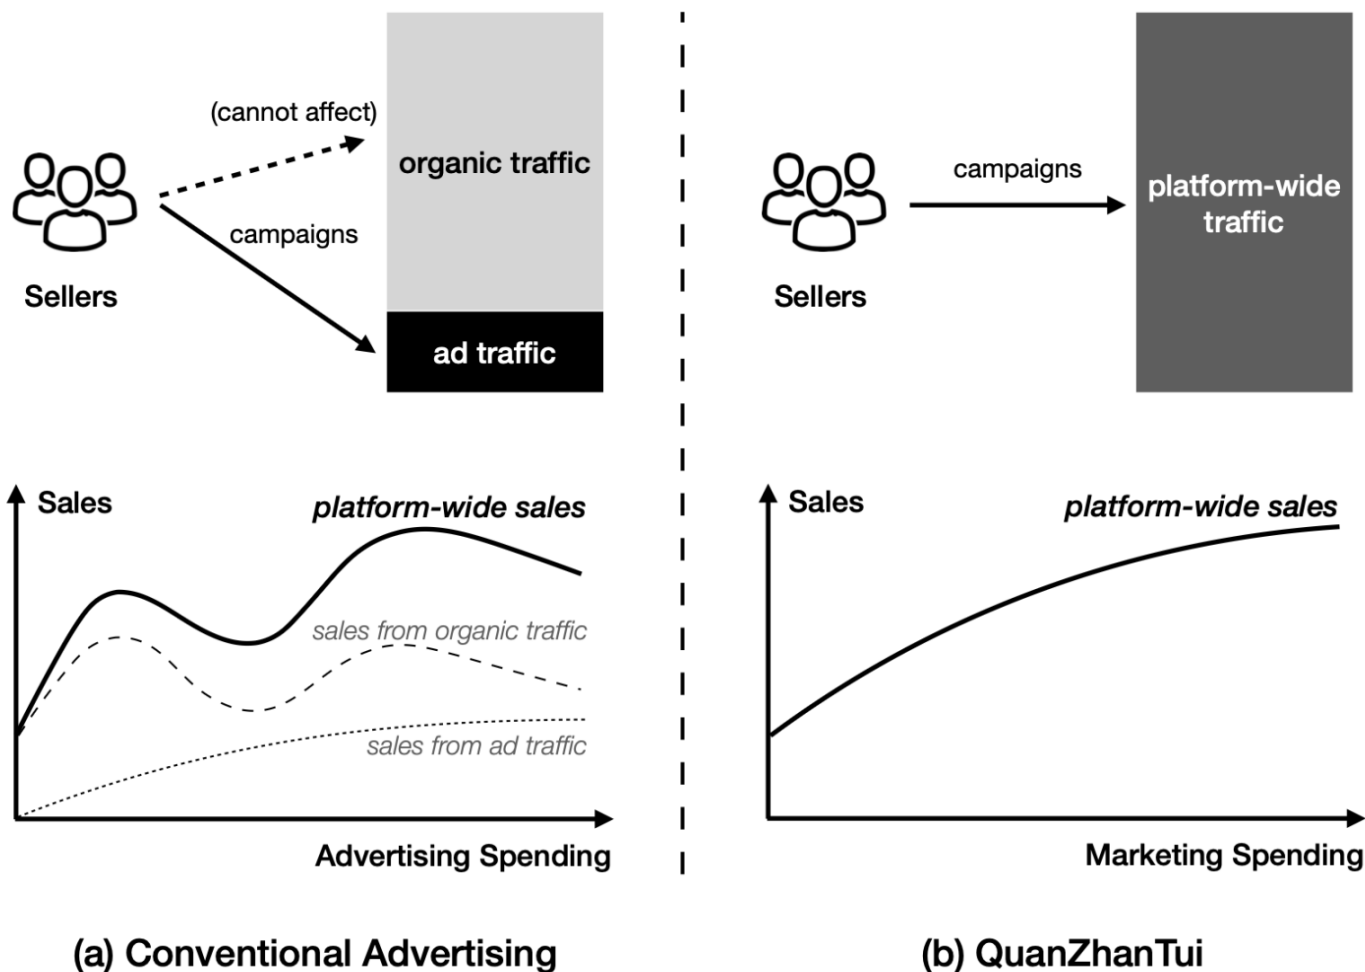 (cannot affect)
organic traffic
campaigns
Sellers
ad traffic
Sales
platform-wide sales
sales from organic traffic
sales from ad traffic
Advertising Spending
(a) Conventional Advertising
campaigns
platform-wide
traffic
Sellers
Sales
platform-wide sales
Marketing Spending
(b) QuanZhanTui